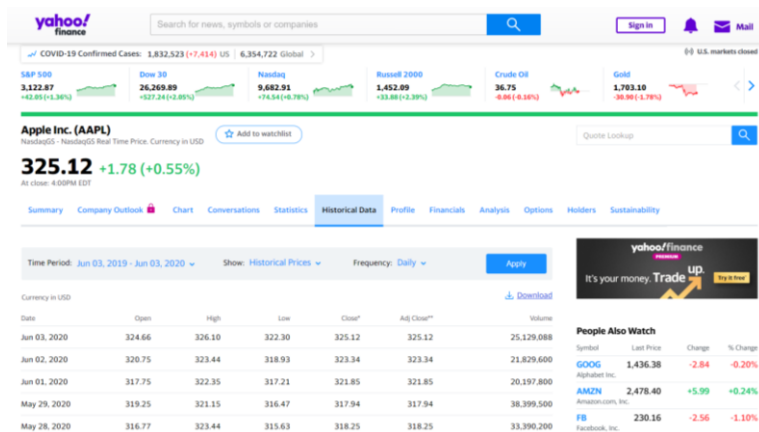 yahoo! finance
Search for news, symbols or companies
Sign in
Mail
COVID-19 Confirmed Cases: 1,832,523 (+7,414) US 6,354,722 Global
U.S. markets closed
S&P 500 Dow 30 Nasdaq Russell 2000 Crude Oil Gold
3,122.87 26,269.89 9,682.91 1,452.09 36.75 1,703.10
+42.05 (+1.36%) +527.24 (+2.05%) +74.54 (+0.78%) +33.88 (+2.39%) -0.06 (-0.16%) -30.90 (-1.78%)
Apple Inc. (AAPL)
NasdaqGS - NasdaqGS Real Time Price. Currency in USD
Add to watchlist
Quote Lookup
325.12 +1.78 (+0.55%)
At close: 4:00PM EDT
Summary Company Outlook Chart Conversations Statistics Historical Data Profile Financials Analysis Options Holders Sustainability
Time Period: Jun 03, 2019 - Jun 03, 2020 Show: Historical Prices Frequency: Daily Apply
Currency in USD Download
Date Open High Low Close* Adj Close** Volume
Jun 03, 2020 324.66 326.10 322.30 325.12 325.12 25,129,088
Jun 02, 2020 320.75 323.44 318.93 323.34 323.34 21,829,600
Jun 01, 2020 317.75 322.35 317.21 321.85 321.85 20,197,800
May 29, 2020 319.25 321.15 316.47 317.94 317.94 38,399,500
May 28, 2020 316.77 323.44 315.63 318.25 318.25 33,390,200
yahoo!finance
PREMIUM
It's your money. Trade up.
Try it free
People Also Watch
Symbol Last Price Change % Change
GOOG 1,436.38 -2.84 -0.20%
Alphabet Inc.
AMZN 2,478.40 +5.99 +0.24%
Amazon.com, Inc.
FB 230.16 -2.56 -1.10%
Facebook, Inc.